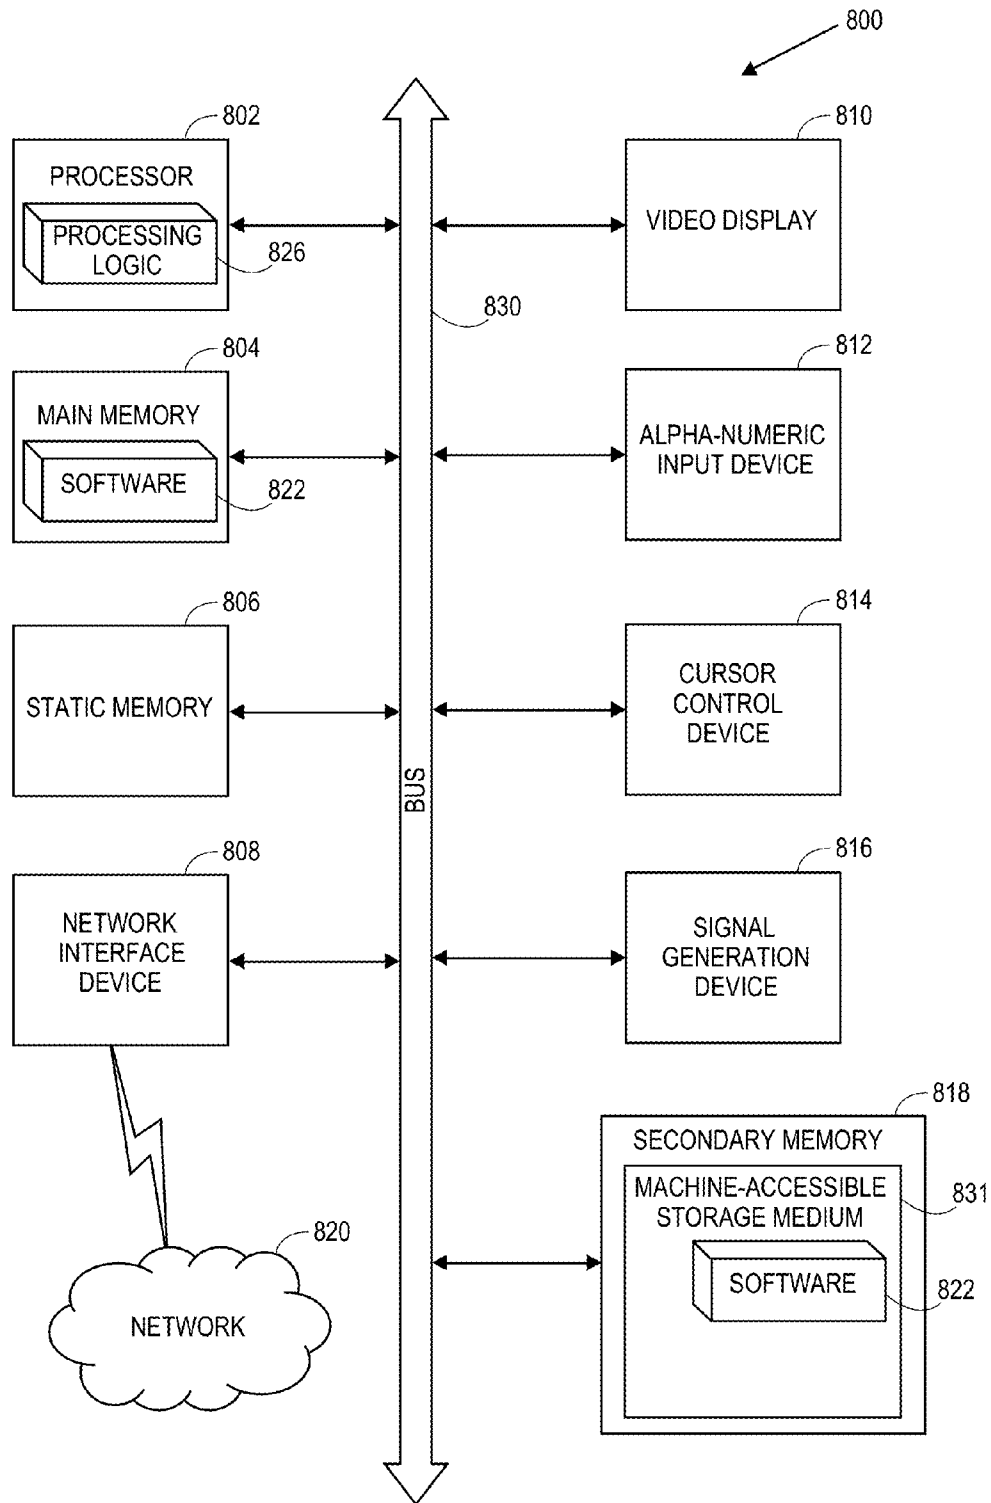 800
802
PROCESSOR
PROCESSING
LOGIC
826
810
VIDEO DISPLAY
830
804
MAIN MEMORY
SOFTWARE
822
812
ALPHA-NUMERIC
INPUT DEVICE
806
STATIC MEMORY
814
CURSOR
CONTROL
DEVICE
BUS
808
NETWORK
INTERFACE
DEVICE
816
SIGNAL
GENERATION
DEVICE
820
NETWORK
818
SECONDARY MEMORY
MACHINE-ACCESSIBLE
STORAGE MEDIUM
831
SOFTWARE
822